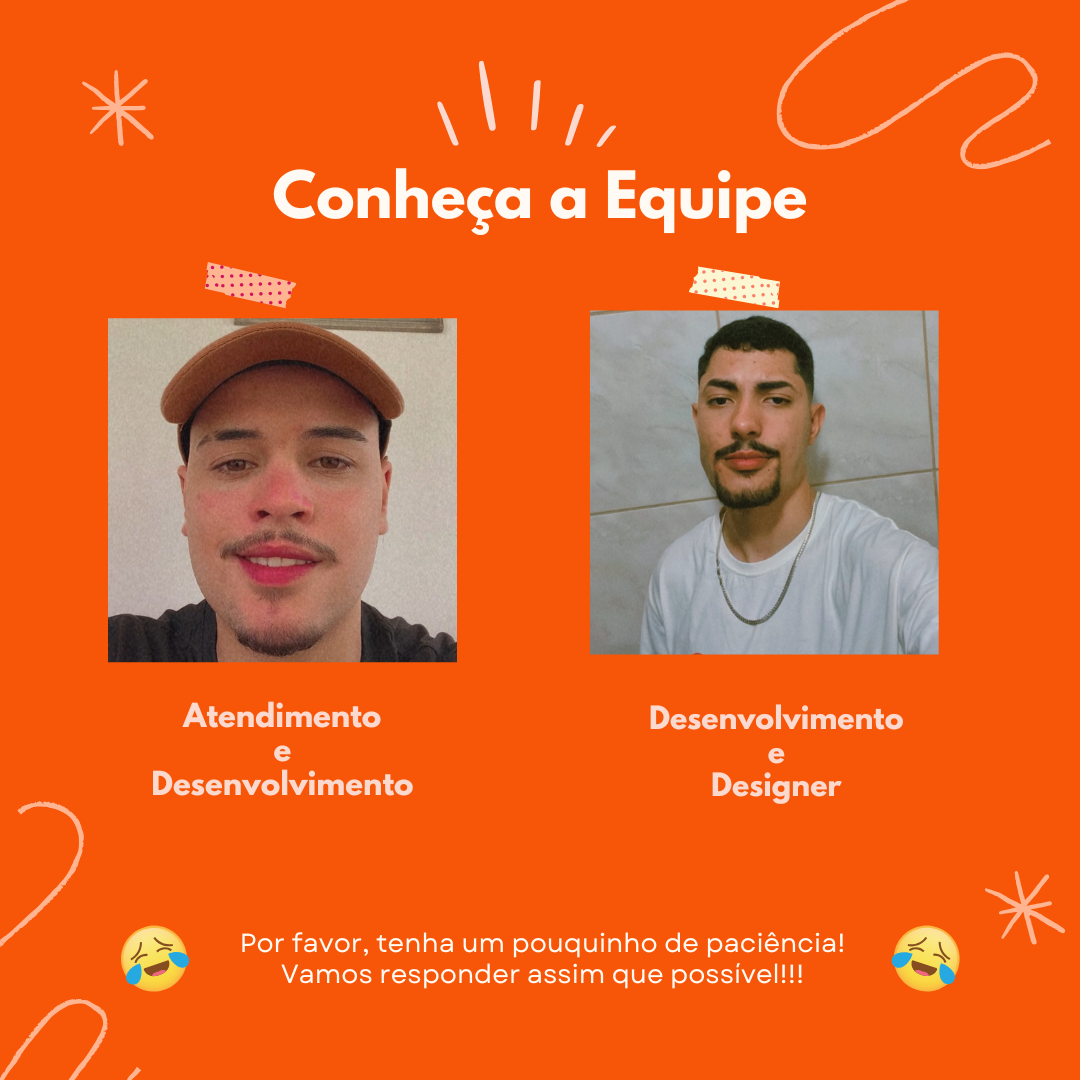 Conheça a Equipe
Atendimento
e
Desenvolvimento
Desenvolvimento
e
Designer
Por favor, tenha um pouquinho de paciência!
Vamos responder assim que possível!!!